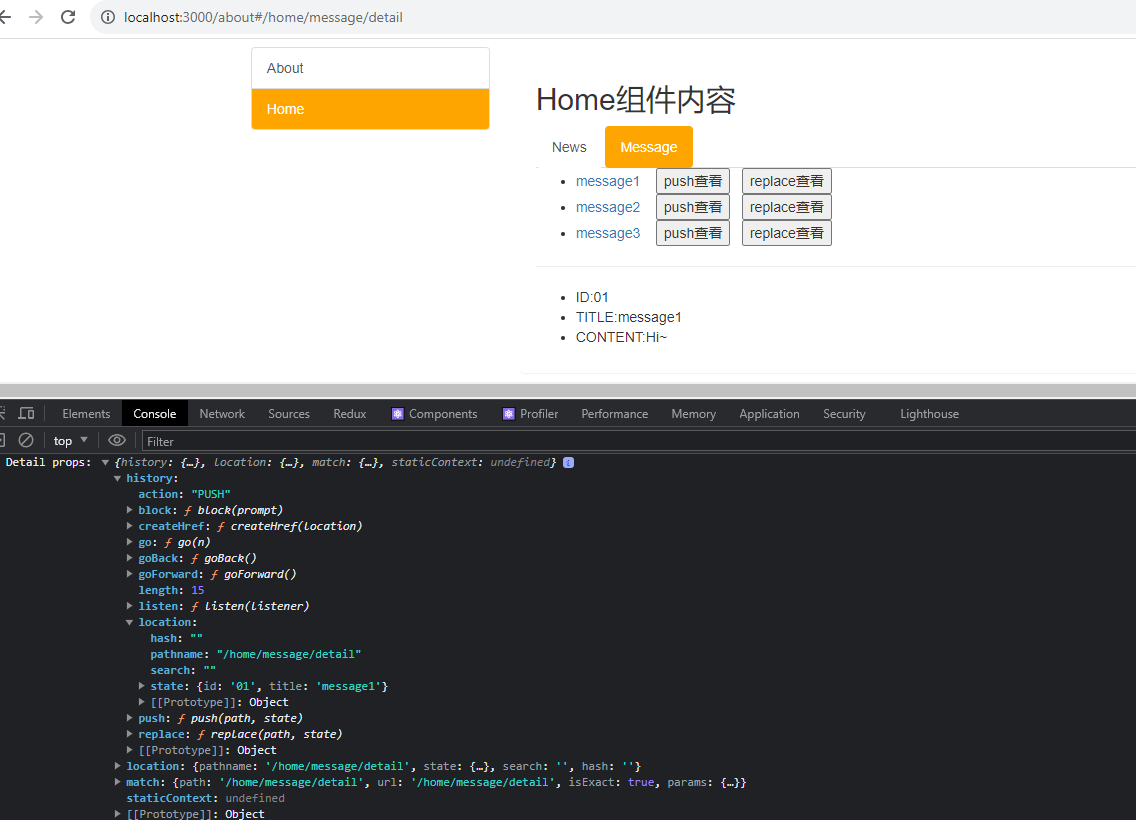 localhost:3000/about#/home/message/detail
About
Home
Home组件内容
News Message
message1 push查看 replace查看
message2 push查看 replace查看
message3 push查看 replace查看
ID:01
TITLE:message1
CONTENT:Hi~
Elements Console Network Sources Redux Components Profiler Performance Memory Application Security Lighthouse
top Filter
Detail props: {history: {…}, location: {…}, match: {…}, staticContext: undefined} i
history:
action: "PUSH"
block: ƒ block(prompt)
createHref: ƒ createHref(location)
go: ƒ go(n)
goBack: ƒ goBack()
goForward: ƒ goForward()
length: 15
listen: ƒ listen(listener)
location:
hash: ""
pathname: "/home/message/detail"
search: ""
state: {id: '01', title: 'message1'}
[[Prototype]]: Object
push: ƒ push(path, state)
replace: ƒ replace(path, state)
[[Prototype]]: Object
location: {pathname: '/home/message/detail', state: {…}, search: '', hash: ''}
match: {path: '/home/message/detail', url: '/home/message/detail', isExact: true, params: {…}}
staticContext: undefined
[[Prototype]]: Object